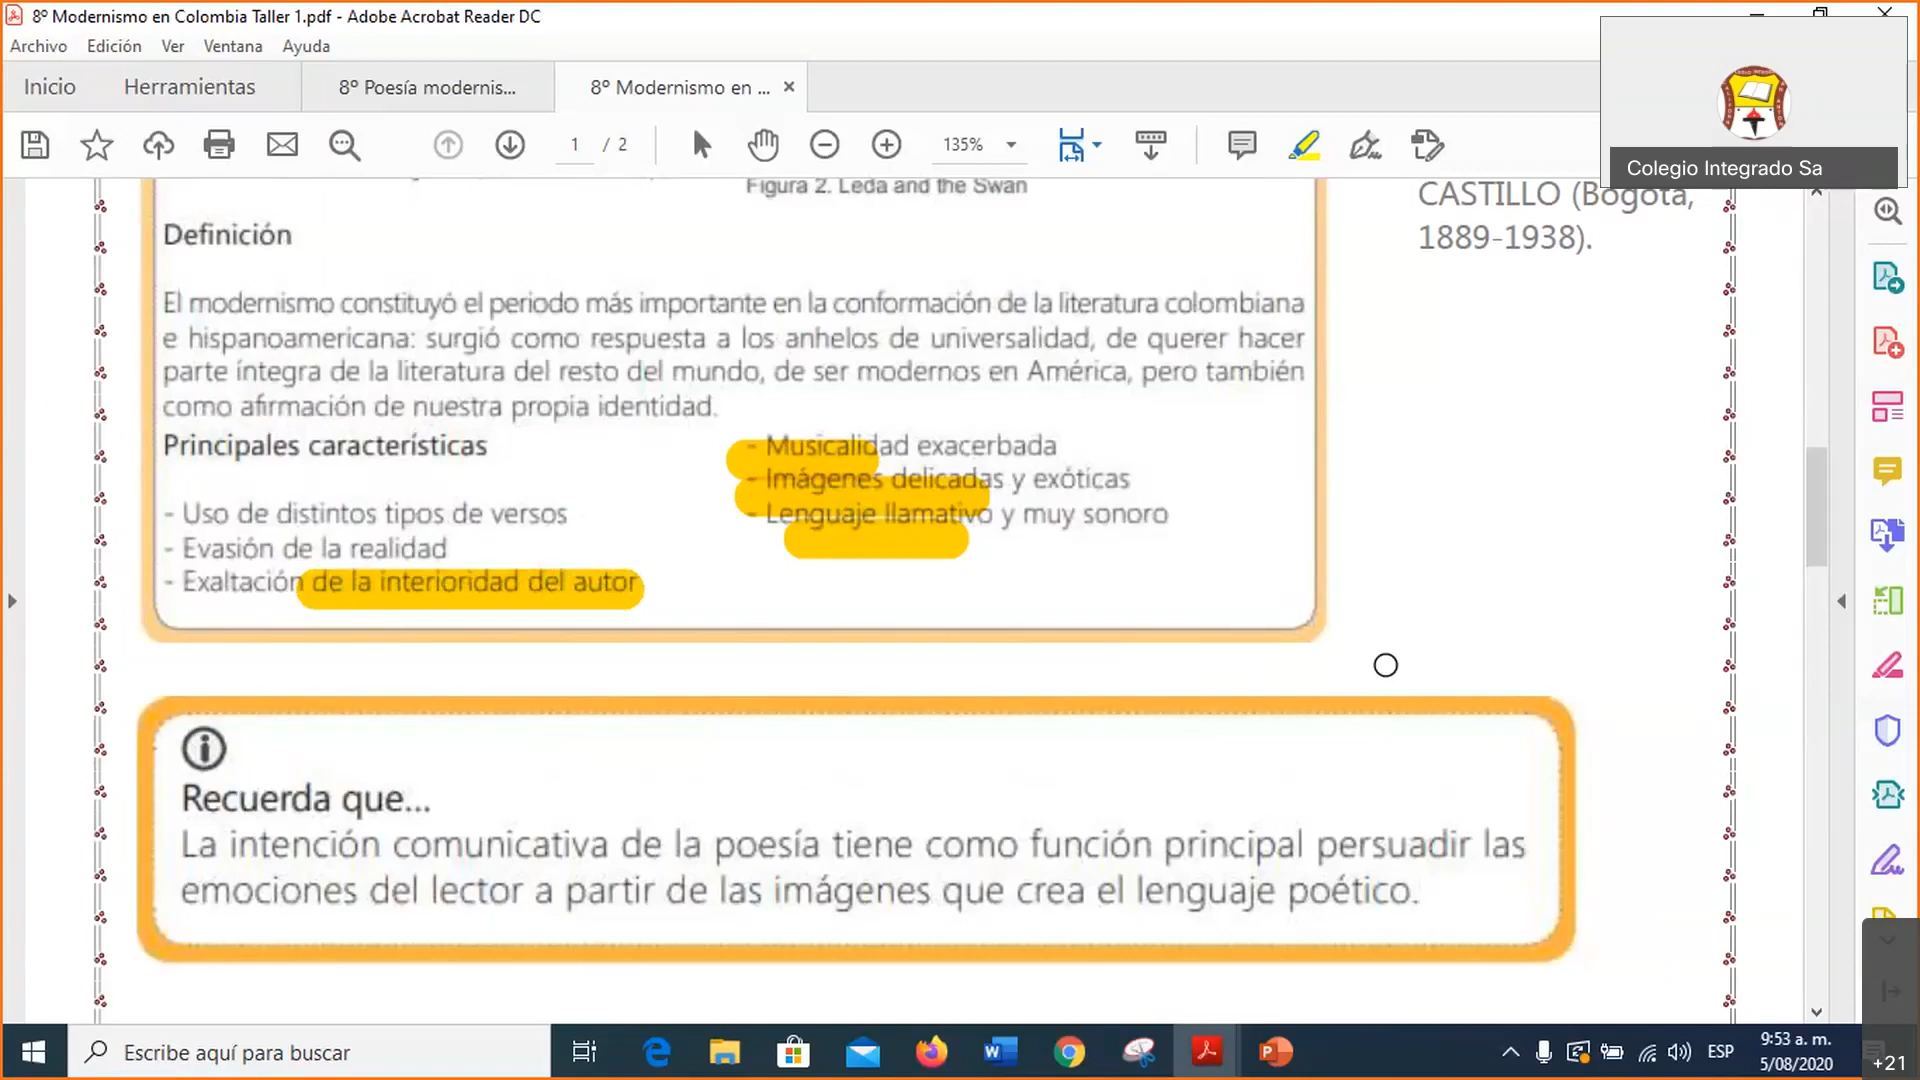 8º Modernismo en Colombia Taller 1.pdf - Adobe Acrobat Reader DC
Archivo Edición Ver Ventana Ayuda
Inicio Herramientas 8º Poesía modernis... 8º Modernismo en ...
1 / 2 135%
Colegio Integrado Sa
Figura 2. Leda and the Swan
CASTILLO (Bogotá,
1889-1938).
Definición
El modernismo constituyó el periodo más importante en la conformación de la literatura colombiana
e hispanoamericana: surgió como respuesta a los anhelos de universalidad, de querer hacer
parte íntegra de la literatura del resto del mundo, de ser modernos en América, pero también
como afirmación de nuestra propia identidad.
Principales características
- Uso de distintos tipos de versos
- Evasión de la realidad
- Exaltación de la interioridad del autor
- Musicalidad exacerbada
- Imágenes delicadas y exóticas
- Lenguaje llamativo y muy sonoro
Recuerda que...
La intención comunicativa de la poesía tiene como función principal persuadir las
emociones del lector a partir de las imágenes que crea el lenguaje poético.
Escribe aquí para buscar
ESP
9:53 a. m.
5/08/2020
+21